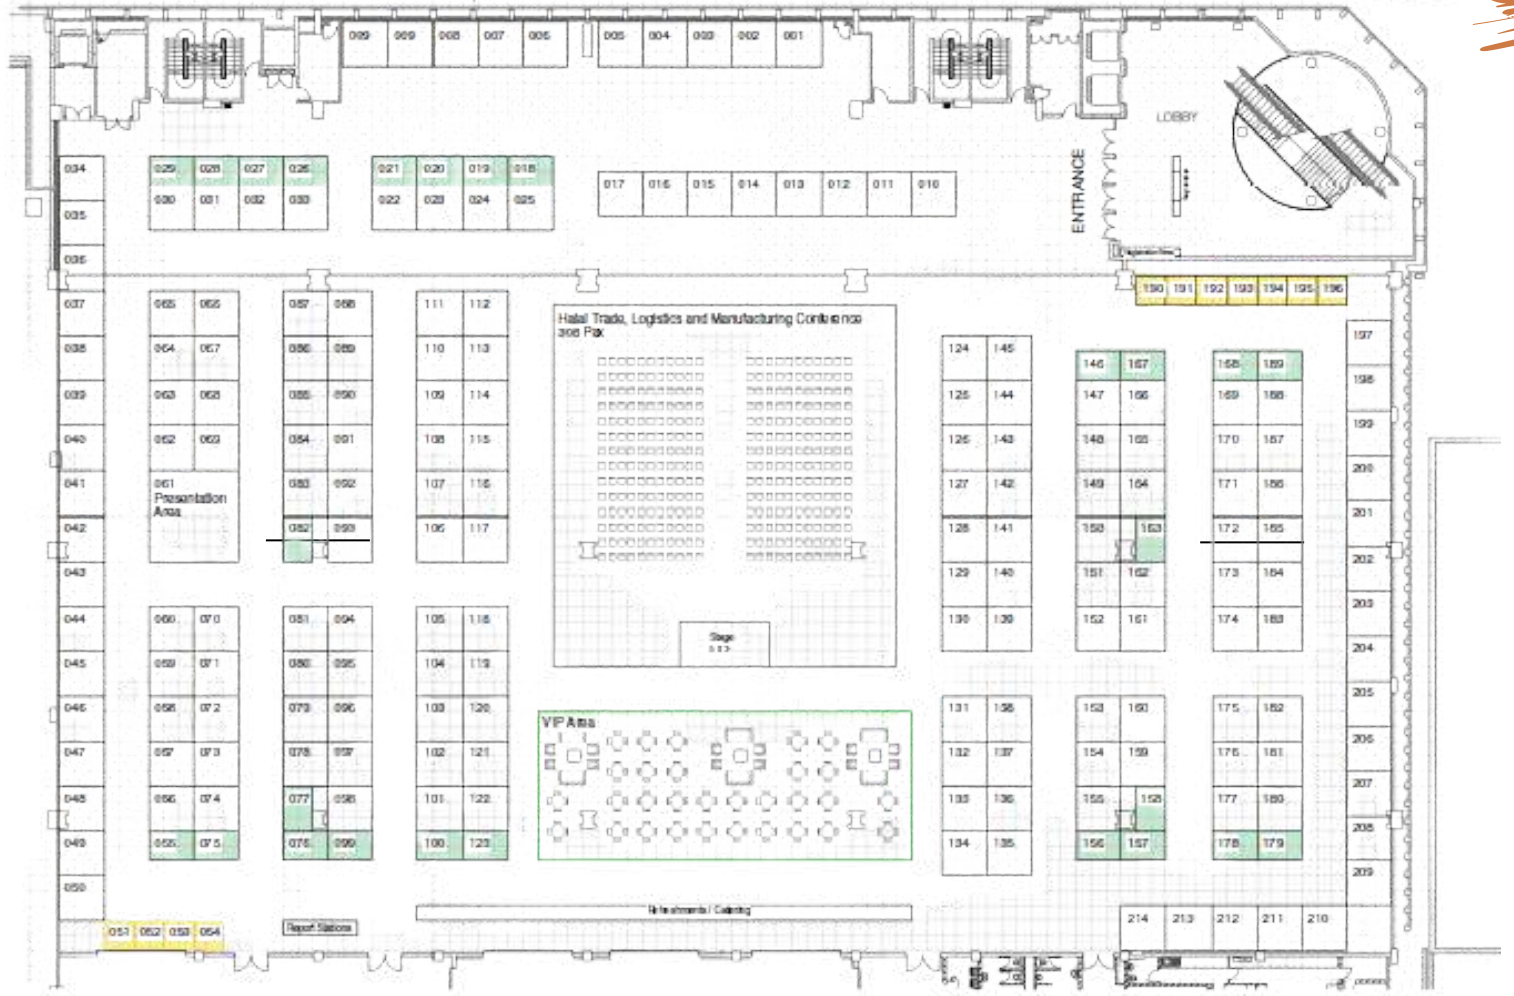 009 009 008 007 006 005 004 003 002 001
LOBBY
ENTRANCE
034 029 028 027 026 021 020 019 018
017 016 015 014 013 012 011 010
030 031 032 033 022 023 024 025
035
036
190 191 192 193 194 195 196
037 065 066 087 088 111 112
Halal Trade, Logistics and Manufacturing Conference
Pax
197
038 064 067 086 089 110 113 124 145
146 167 168 189
198
039 063 068 085 090 109 114 125 144 147 166 169 188
199
040 062 069 084 091 108 115 126 143 148 165 170 187
200
041 061 083 092 107 116 127 142 149 164 171 186
Presentation
Area
201
042 082 093 106 117 128 141 150 163 172 185
202
043 129 140 151 162 173 184
203
044 060 070 081 094 105 118 130 139 152 161 174 183
Stage
204
045 059 071 080 095 104 119
205
046 058 072 079 096 103 120 131 138 153 160 175 182
VIP Area
206
047 057 073 078 097 102 121 132 137 154 159 176 181
207
048 056 074 077 098 101 122 133 136 155 158 177 180
208
049 055 075 076 099 100 123 134 135 156 157 178 179
209
050
Refreshments / Catering
214 213 212 211 210
051 052 053 054
Report Stations